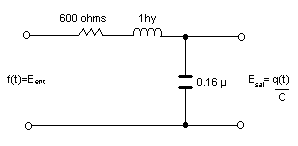 600 ohms
1hy
f(t)=Eent
0.16 µ
Esal= q(t)
C